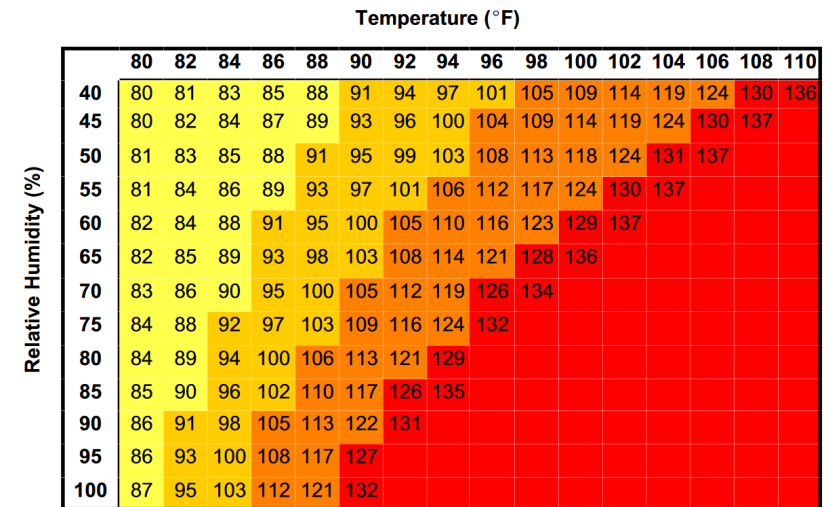 Temperature (°F)
80 82 84 86 88 90 92 94 96 98 100 102 104 106 108 110
Relative Humidity (%)
40 80 81 83 85 88 91 94 97 101 105 109 114 119 124 130 136
45 80 82 84 87 89 93 96 100 104 109 114 119 124 130 137
50 81 83 85 88 91 95 99 103 108 113 118 124 131 137
55 81 84 86 89 93 97 101 106 112 117 124 130 137
60 82 84 88 91 95 100 105 110 116 123 129 137
65 82 85 89 93 98 103 108 114 121 128 136
70 83 86 90 95 100 105 112 119 126 134
75 84 88 92 97 103 109 116 124 132
80 84 89 94 100 106 113 121 129
85 85 90 96 102 110 117 126 135
90 86 91 98 105 113 122 131
95 86 93 100 108 117 127
100 87 95 103 112 121 132